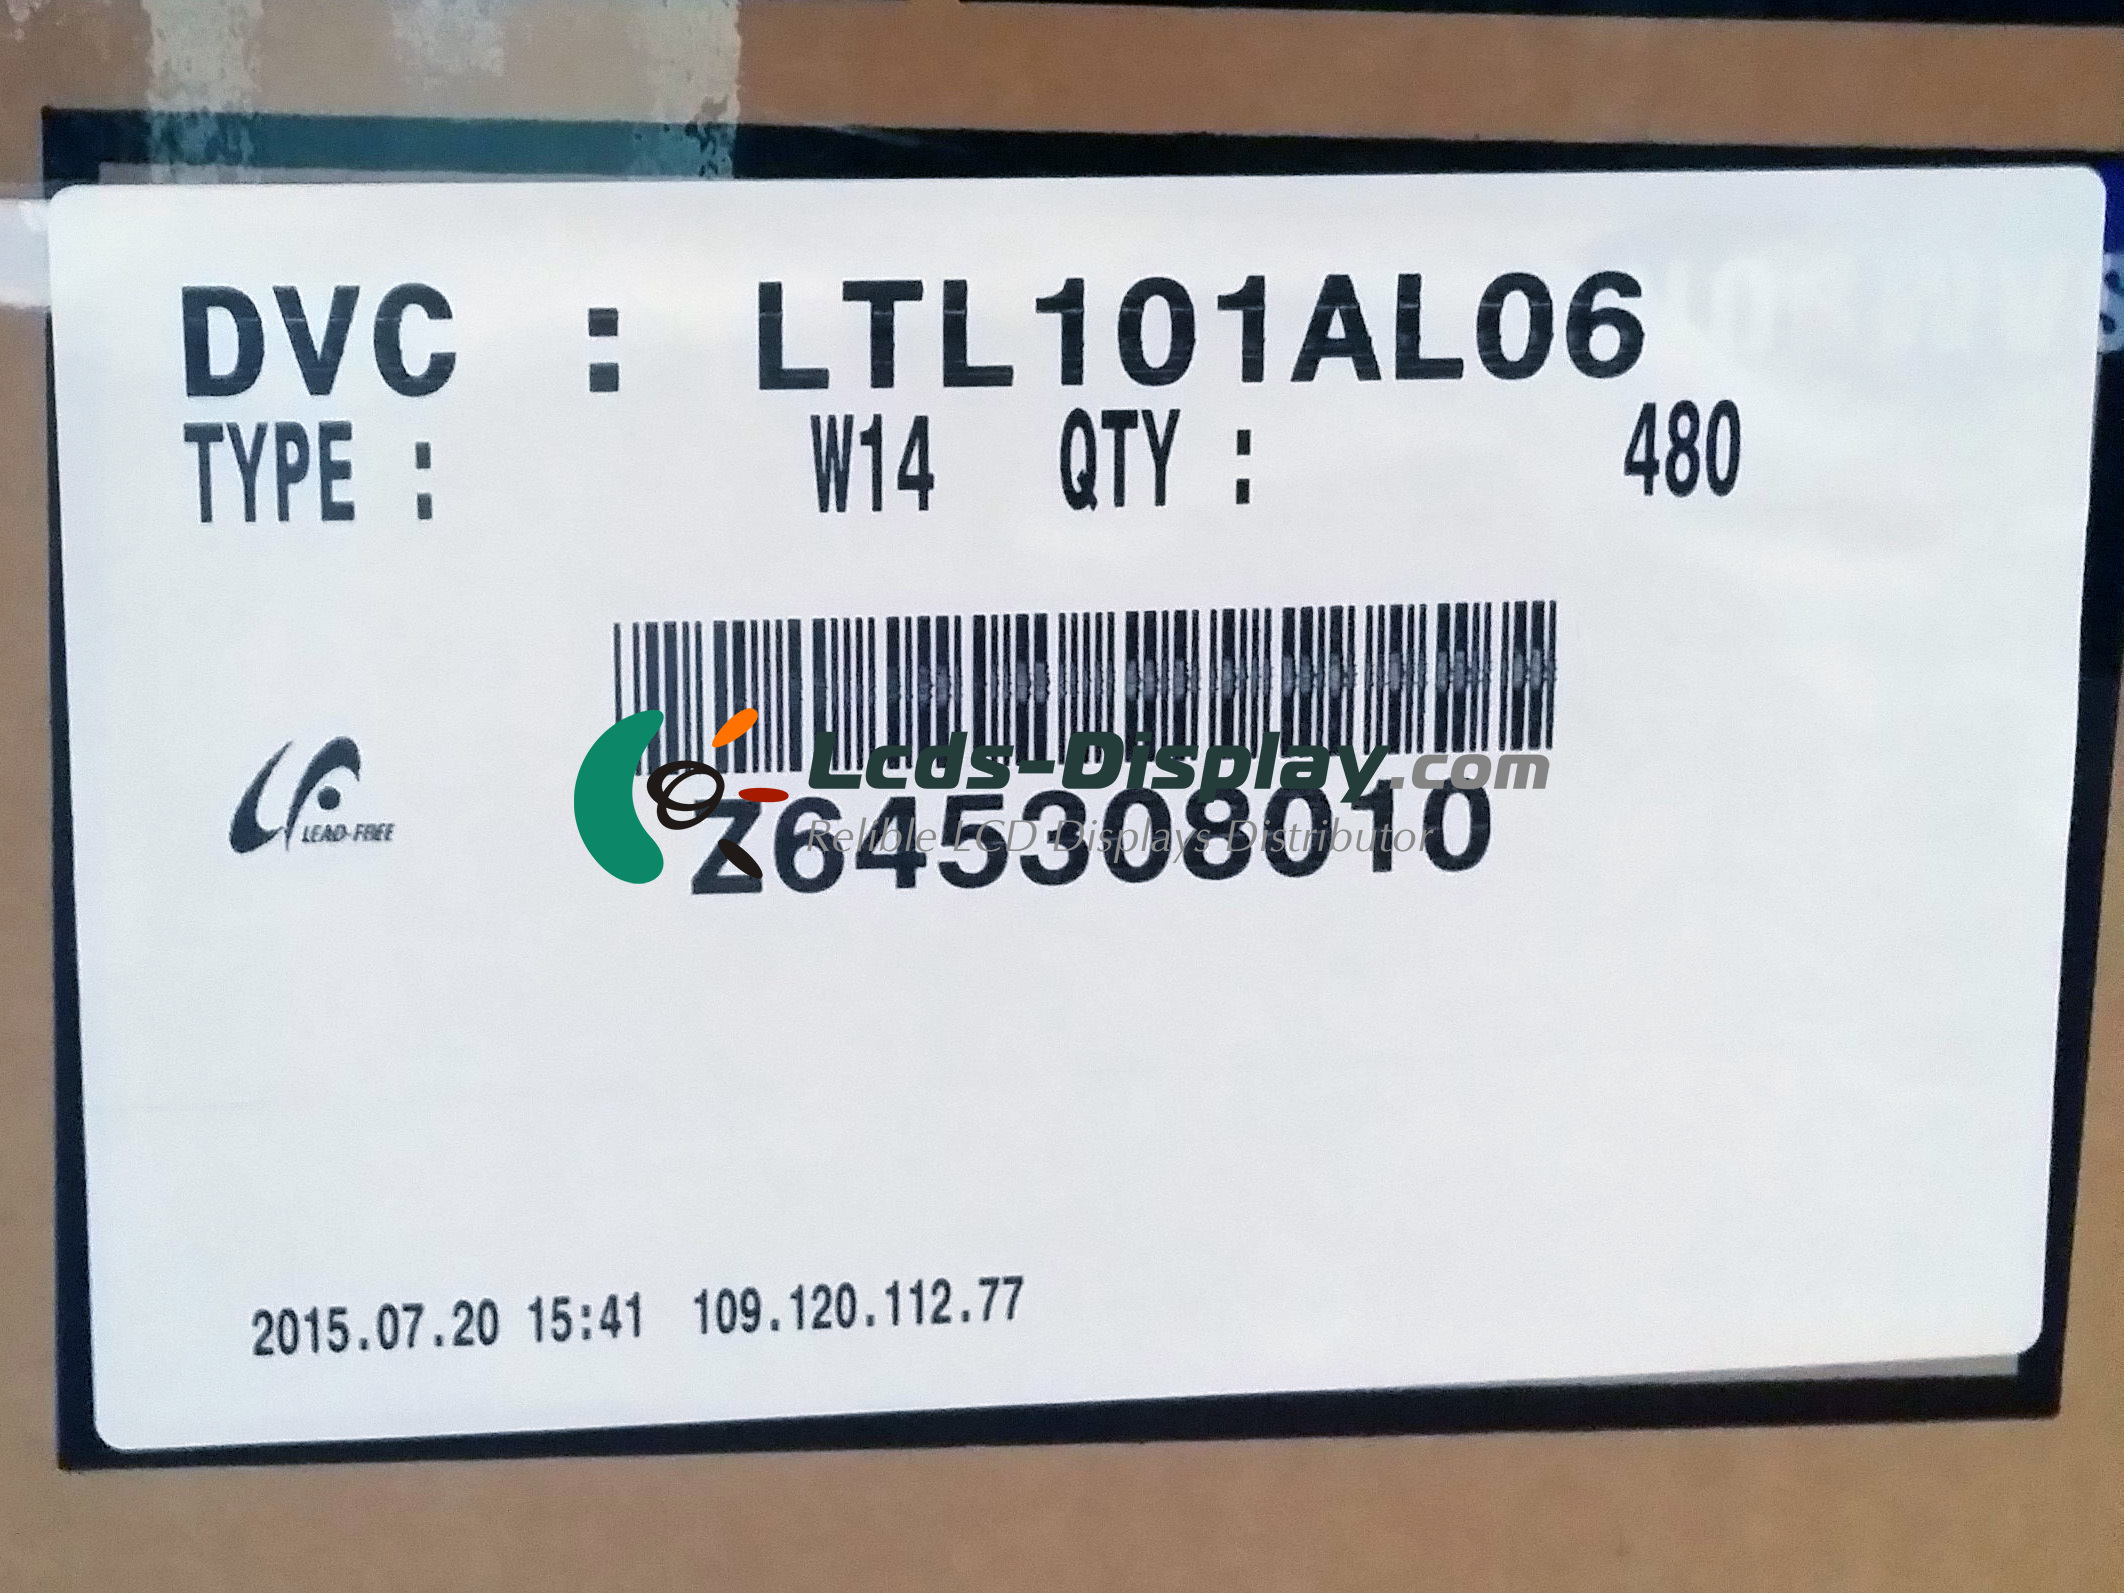 DVC : LTL101AL06
TYPE : W14 QTY : 480
Lcds-Display.com
Relible LCD Displays Distributor
Z645308010
LEAD-FREE
2015.07.20 15:41 109.120.112.77